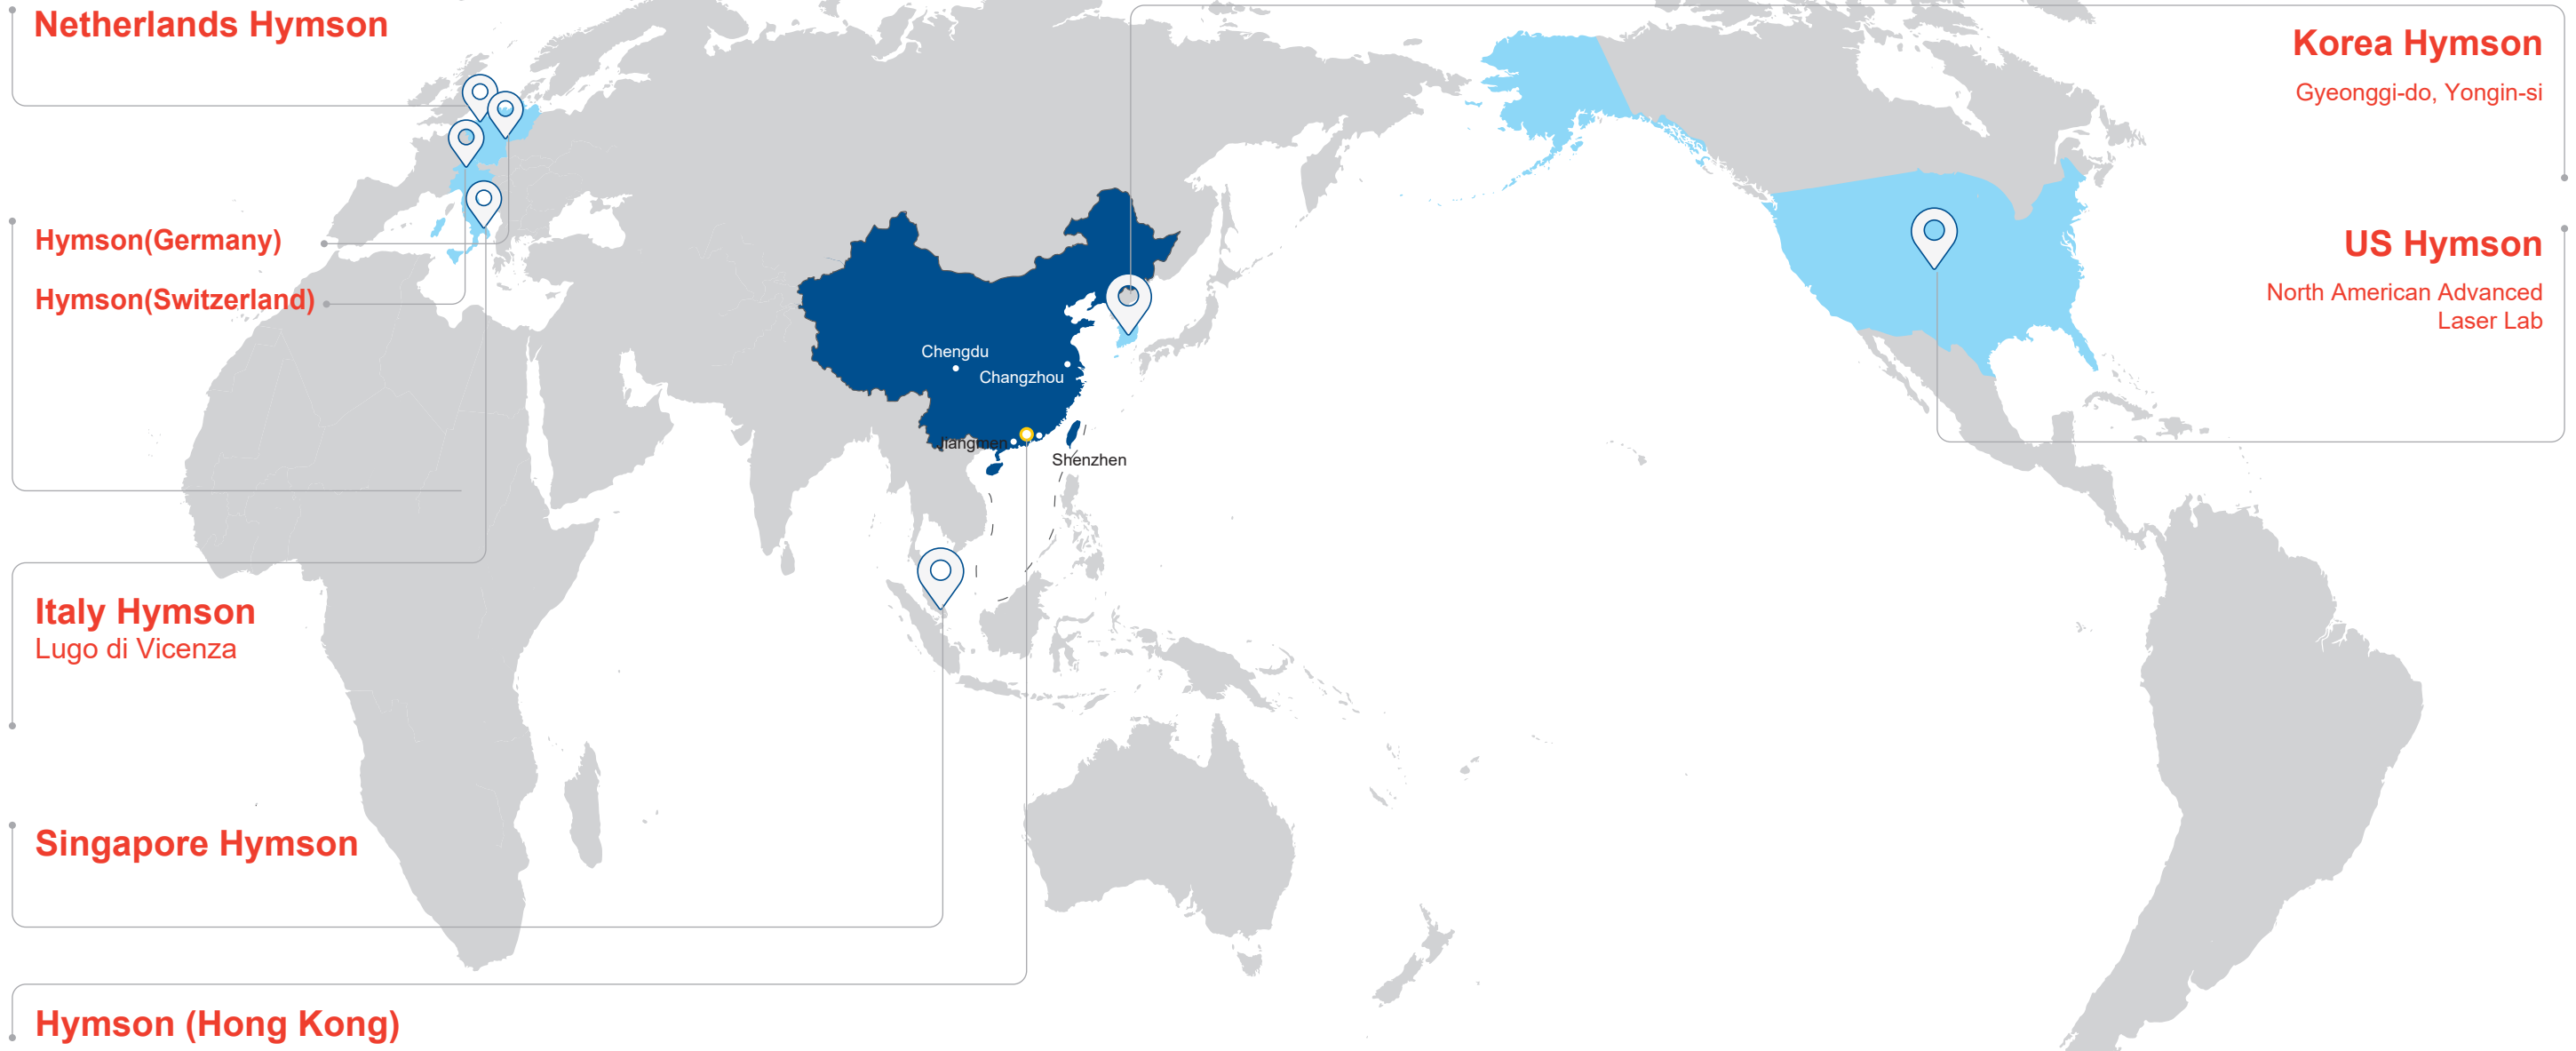 Netherlands Hymson
Hymson(Germany)
Hymson(Switzerland)
Italy Hymson
Lugo di Vicenza
Singapore Hymson
Hymson (Hong Kong)
Chengdu
Changzhou
Jiangmen
Shenzhen
Korea Hymson
Gyeonggi-do, Yongin-si
US Hymson
North American Advanced
Laser Lab